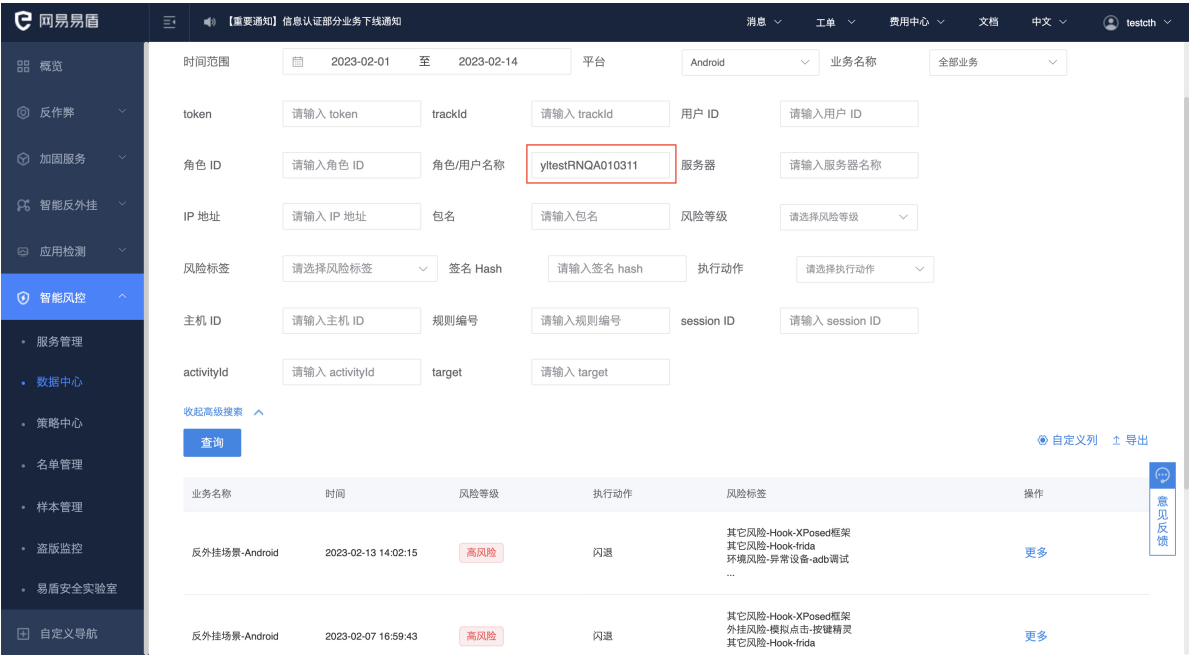 网易易盾
【重要通知】信息认证部分业务下线通知
消息 工单 费用中心 文档 中文 testcth
概览
反作弊
加固服务
智能反外挂
应用检测
智能风控
服务管理
数据中心
策略中心
名单管理
样本管理
盗版监控
易盾安全实验室
自定义导航
时间范围 2023-02-01 至 2023-02-14 平台 Android 业务名称 全部业务
token 请输入 token trackId 请输入 trackId 用户 ID 请输入用户 ID
角色 ID 请输入角色 ID 角色/用户名称 yltestRNQA010311 服务器 请输入服务器名称
IP 地址 请输入 IP 地址 包名 请输入包名 风险等级 请选择风险等级
风险标签 请选择风险标签 签名 Hash 请输入签名 hash 执行动作 请选择执行动作
主机 ID 请输入主机 ID 规则编号 请输入规则编号 session ID 请输入 session ID
activityId 请输入 activityId target 请输入 target
收起高级搜索
查询
自定义列 导出
业务名称 时间 风险等级 执行动作 风险标签 操作
反外挂场景-Android 2023-02-13 14:02:15 高风险 闪退
其它风险-Hook-XPosed框架
其它风险-Hook-frida
环境风险-异常设备-adb调试
...
更多
反外挂场景-Android 2023-02-07 16:59:43 高风险 闪退
其它风险-Hook-XPosed框架
外挂风险-模拟点击-按键精灵
其它风险-Hook-frida
更多
意见反馈